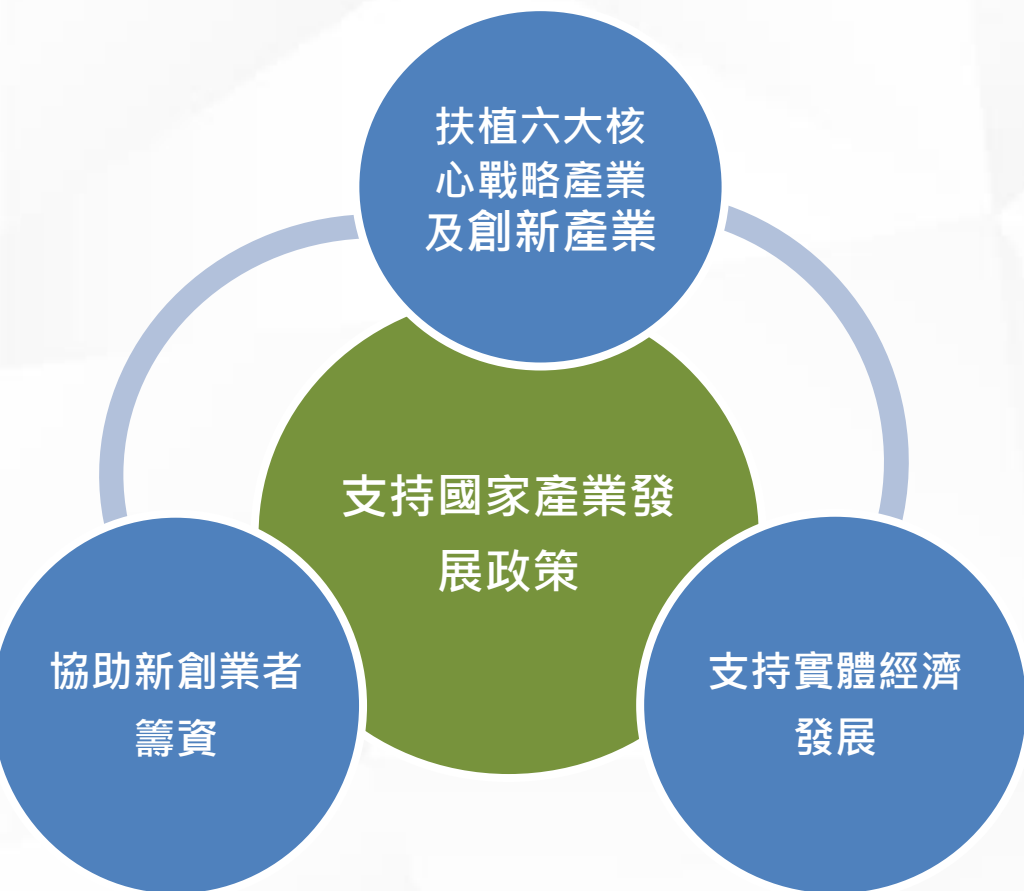 扶植六大核
心戰略產業
及創新產業
支持國家產業發
展政策
協助新創業者
籌資
支持實體經濟
發展